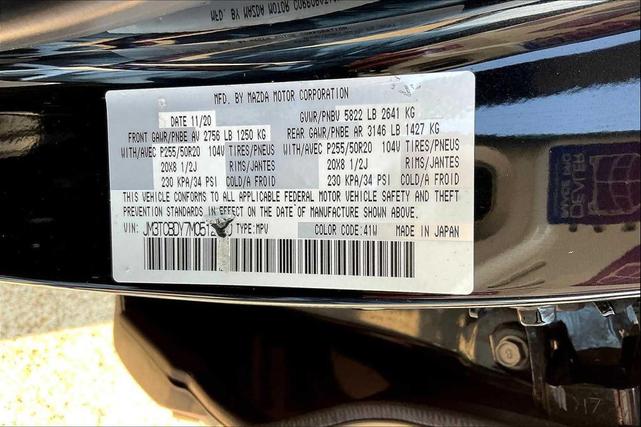 MFD. BY MAZDA MOTOR CORPORATION
DATE 11/20 GVWR/PNBV 5822 LB 2641 KG
FRONT GAWR/PNBE AV 2756 LB 1250 KG REAR GAWR/PNBE AR 3146 LB 1427 KG
WITH/AVEC P255/50R20 104V TIRES/PNEUS WITH/AVEC P255/50R20 104V TIRES/PNEUS
20X8 1/2J RIMS/JANTES 20X8 1/2J RIMS/JANTES
230 KPA/34 PSI COLD/A FROID 230 KPA/34 PSI COLD/A FROID
THIS VEHICLE CONFORMS TO ALL APPLICABLE FEDERAL MOTOR VEHICLE SAFETY AND THEFT
PREVENTION STANDARDS IN EFFECT ON THE DATE OF MANUFACTURE SHOWN ABOVE.
VIN: TYPE:MPV COLOR CODE:41W MADE IN JAPAN
17